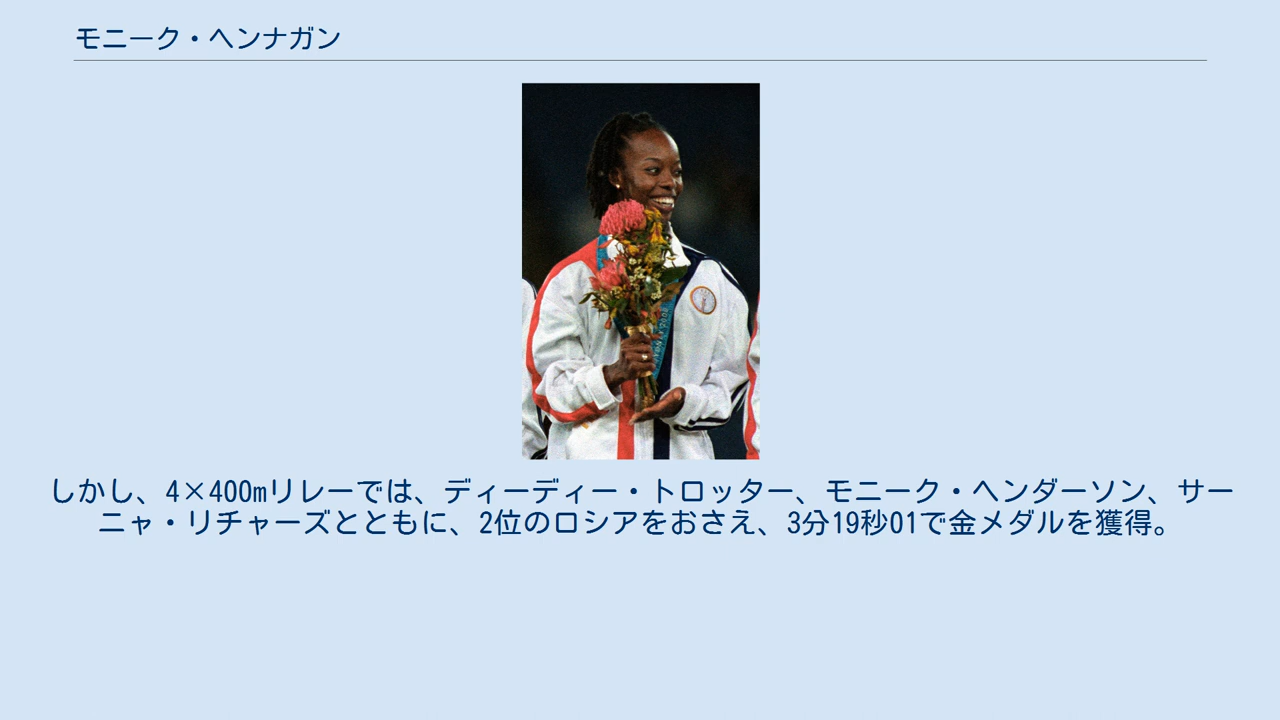 モニーク・ヘンナガン
しかし、4×400mリレーでは、ディーディー・トロッター、モニーク・ヘンダーソン、サー
ニャ・リチャーズとともに、2位のロシアをおさえ、3分19秒01で金メダルを獲得。